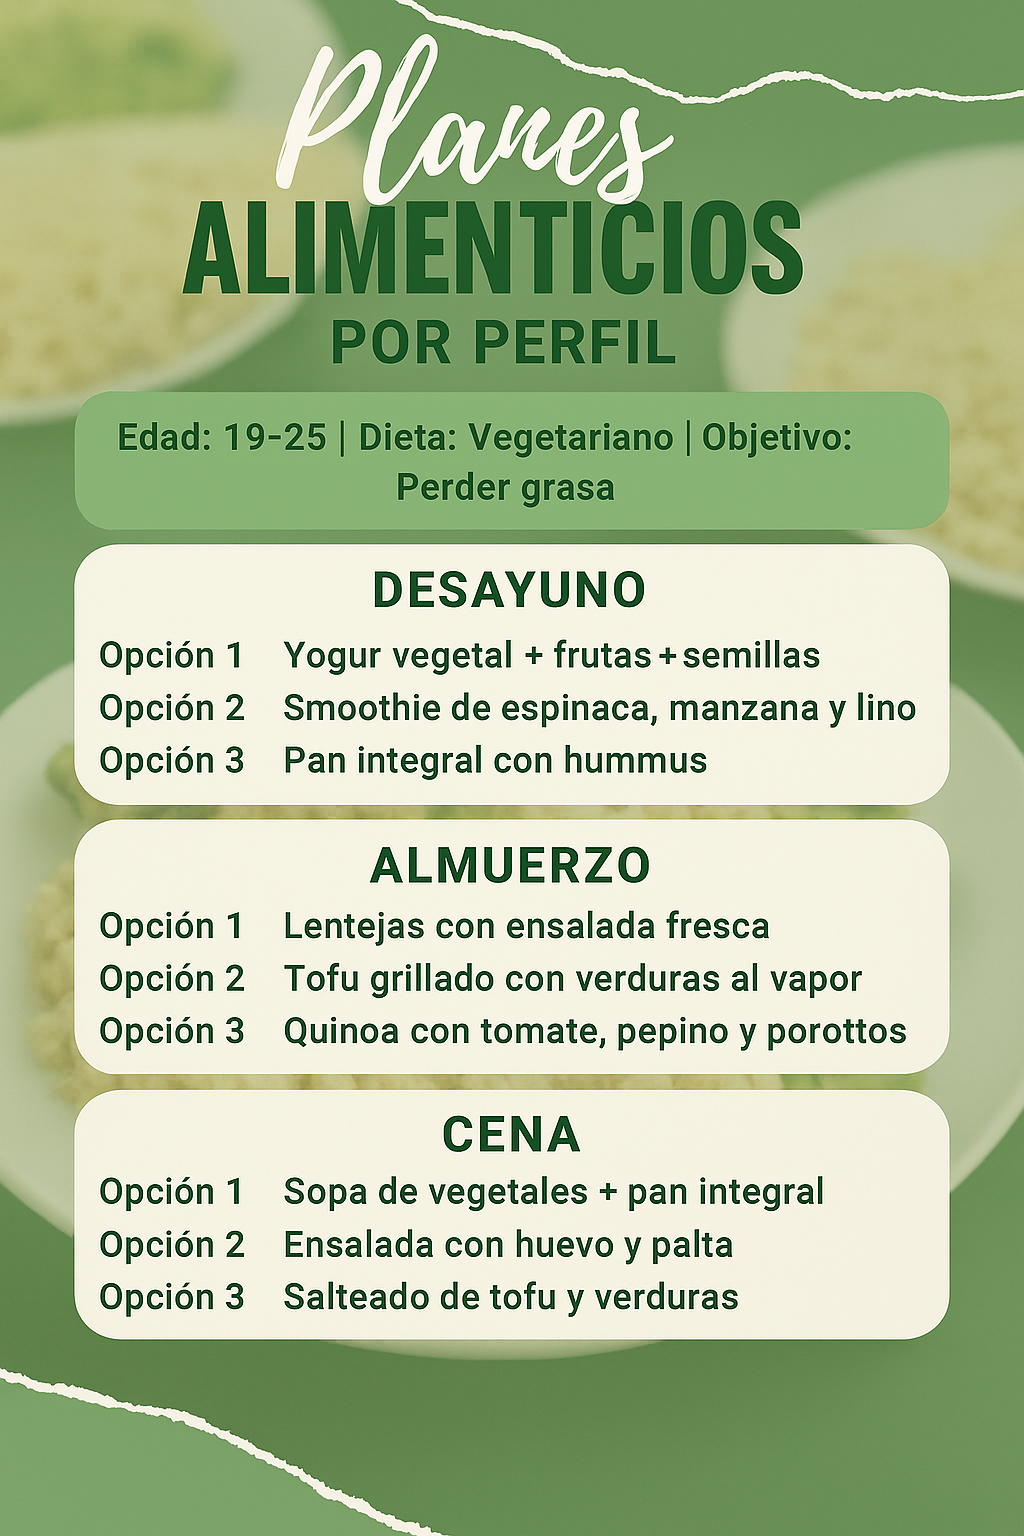 Planes
ALIMENTICIOS
POR PERFIL
Edad: 19-25 | Dieta: Vegetariano | Objetivo:
Perder grasa
DESAYUNO
Opción 1 Yogur vegetal + frutas + semillas
Opción 2 Smoothie de espinaca, manzana y lino
Opción 3 Pan integral con hummus
ALMUERZO
Opción 1 Lentejas con ensalada fresca
Opción 2 Tofu grillado con verduras al vapor
Opción 3 Quinoa con tomate, pepino y porottos
CENA
Opción 1 Sopa de vegetales + pan integral
Opción 2 Ensalada con huevo y palta
Opción 3 Salteado de tofu y verduras